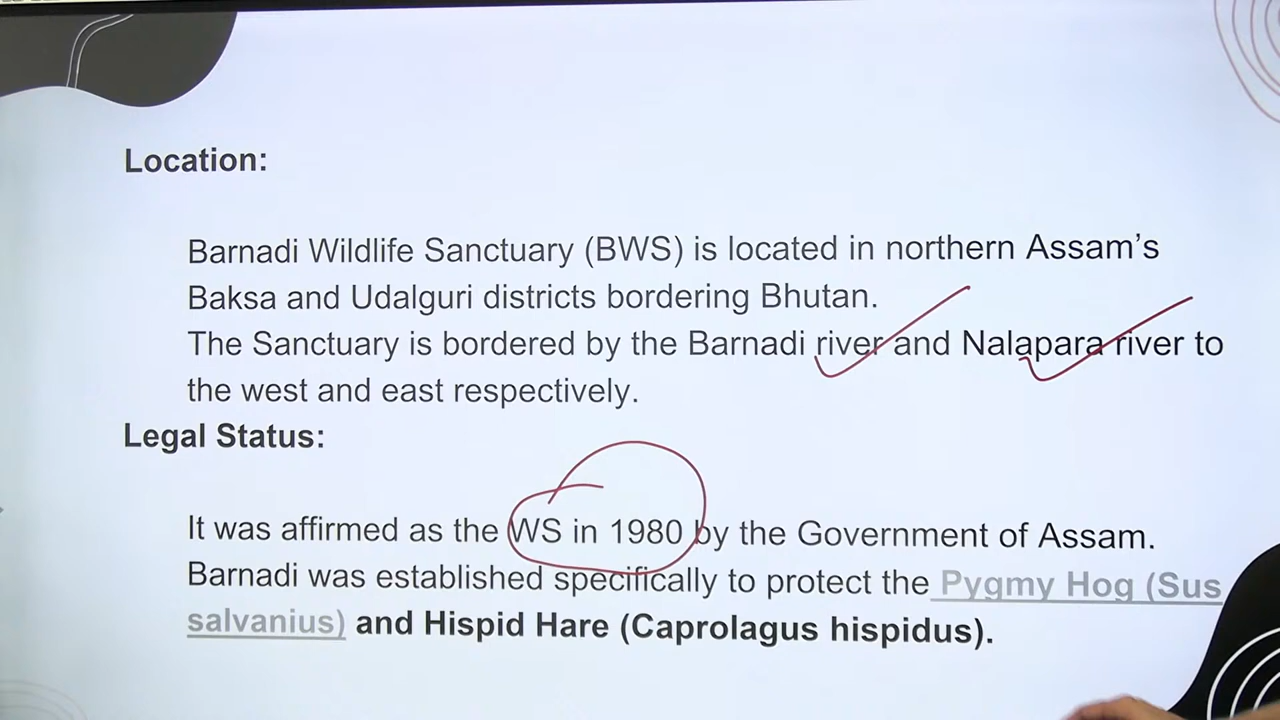 Location:
Barnadi Wildlife Sanctuary (BWS) is located in northern Assam's
Baksa and Udalguri districts bordering Bhutan.
The Sanctuary is bordered by the Barnadi river and Nalapara river to
the west and east respectively.
Legal Status:
It was affirmed as the WS in 1980 by the Government of Assam.
Barnadi was established specifically to protect the Pygmy Hog (Sus
salvanius) and Hispid Hare (Caprolagus hispidus).